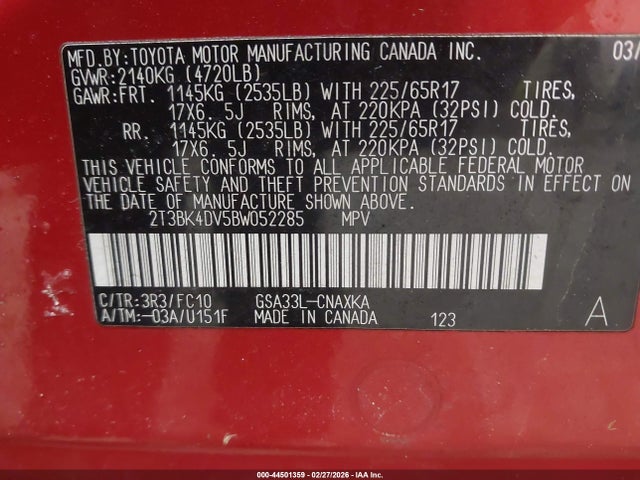 MFD.BY:TOYOTA MOTOR MANUFACTURING CANADA INC. 03/
GVWR:2140KG (4720LB)
GAWR:FRT. 1145KG (2535LB) WITH 225/65R17 TIRES,
17X6. 5J RIMS, AT 220KPA (32PSI) COLD.
RR. 1145KG (2535LB) WITH 225/65R17 TIRES,
17X6. 5J RIMS, AT 220KPA (32PSI) COLD.
THIS VEHICLE CONFORMS TO ALL APPLICABLE FEDERAL MOTOR
VEHICLE SAFETY AND THEFT PREVENTION STANDARDS IN EFFECT ON
THE DATE OF MANUFACTURE SHOWN ABOVE.
2T3BK4DV5BW052285 MPV
C/TR:3R3/FC10 GSA33L-CNAXKA
A/TM:-03A/U151F MADE IN CANADA 123 A
000-44501359 - 02/27/2026 - IAA Inc.